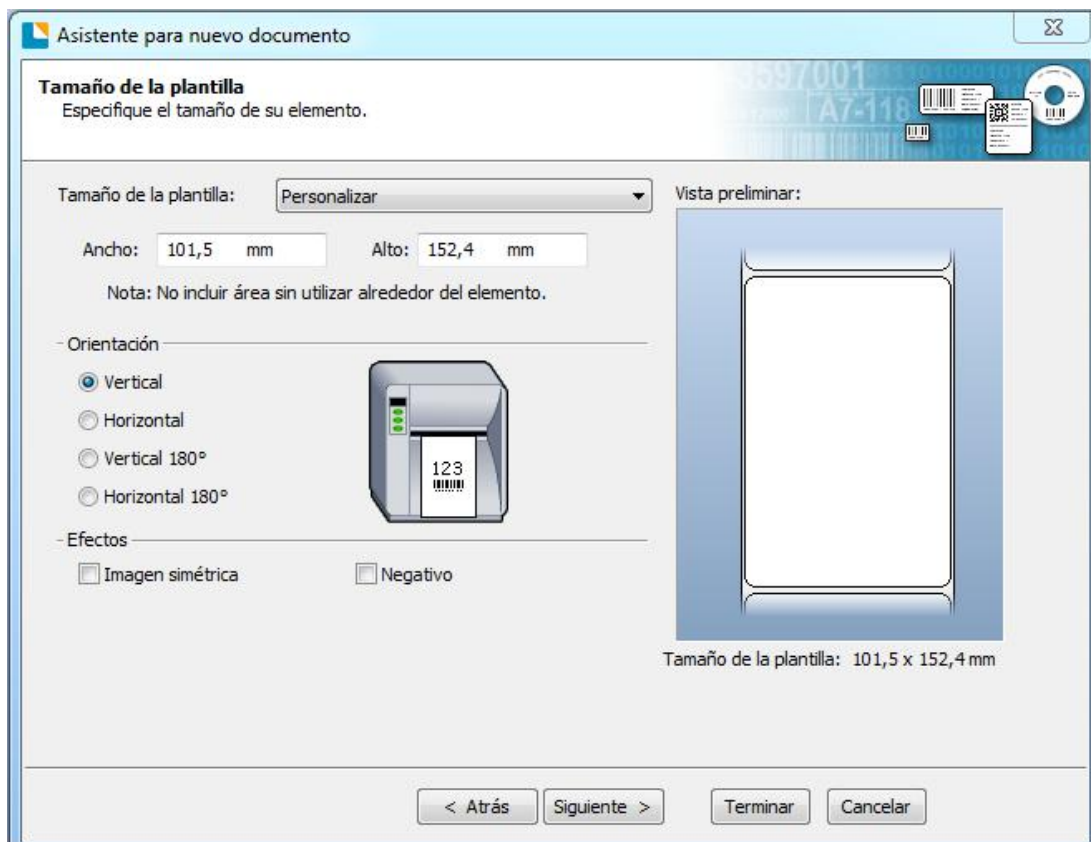 Asistente para nuevo documento
Tamaño de la plantilla
Especifique el tamaño de su elemento.
3597001
A7-118
Tamaño de la plantilla: Personalizar
Vista preliminar:
Ancho: 101,5 mm Alto: 152,4 mm
Nota: No incluir área sin utilizar alrededor del elemento.
Orientación
Vertical
Horizontal
Vertical 180°
Horizontal 180°
123
Efectos
Imagen simétrica Negativo
Tamaño de la plantilla: 101,5 x 152,4 mm
< Atrás Siguiente > Terminar Cancelar